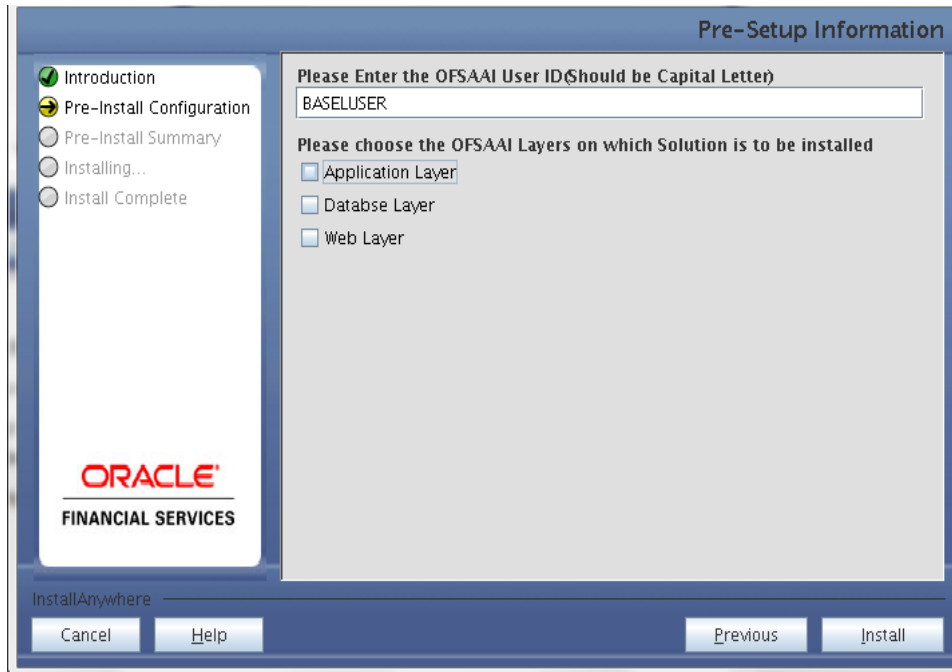 Pre-Setup Information
Introduction
Pre-Install Configuration
Pre-Install Summary
Installing...
Install Complete
Please Enter the OFSAAI User ID(Should be Capital Letter)
BASELUSER
Please choose the OFSAAI Layers on which Solution is to be installed
Application Layer
Databse Layer
Web Layer
ORACLE
FINANCIAL SERVICES
InstallAnywhere
Cancel
Help
Previous
Install